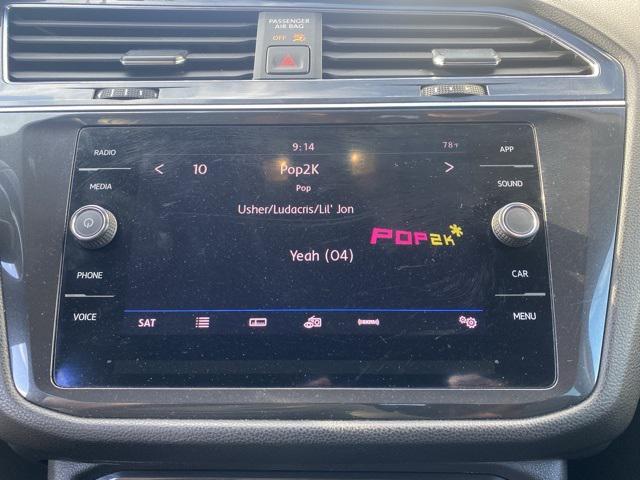 PASSENGER
AIR BAG
OFF
RADIO
9:14
78°F
APP
< 10 Pop2K >
MEDIA
Pop
SOUND
Usher/Ludacris/Lil' Jon
POP2K*
Yeah (04)
PHONE
CAR
VOICE
SAT
MENU